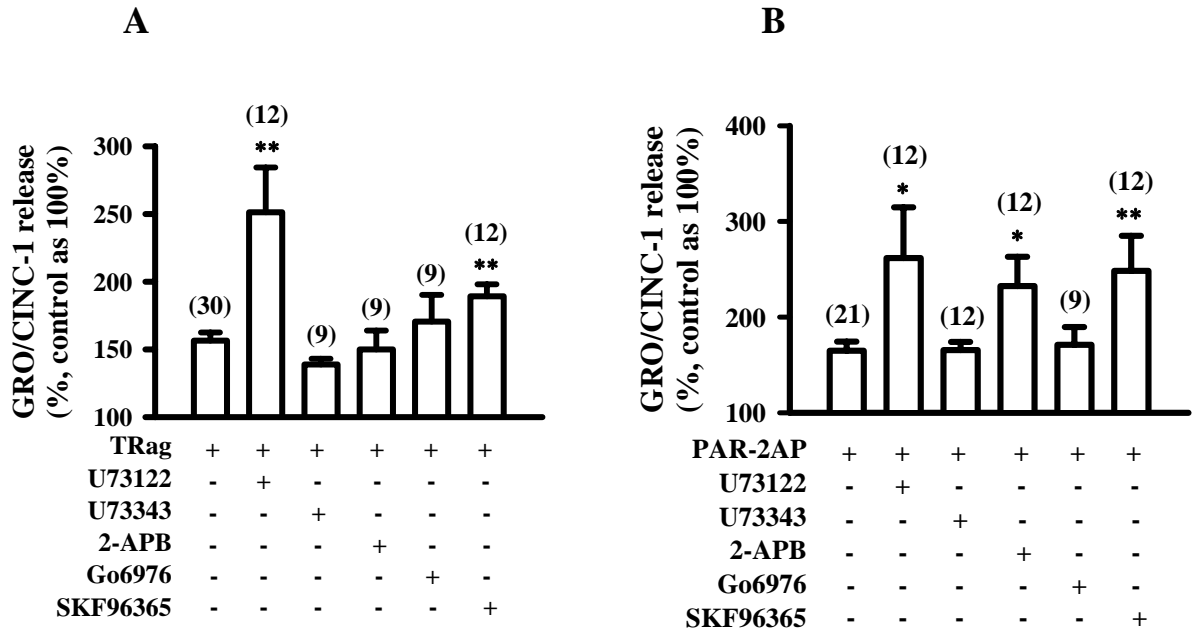 A
B
GRO/CINC-1 release
(%, control as 100%)
300
250
200
150
100
(30)
(12)
**
(9)
(9)
(9)
(12)
**
TRag + + + + + +
U73122 - + - - - -
U73343 - - + - - -
2-APB - - - + - -
Go6976 - - - - + -
SKF96365 - - - - - +
GRO/CINC-1 release
(%, control as 100%)
400
300
200
100
(21)
(12)
*
(12)
(12)
*
(9)
(12)
**
PAR-2AP + + + + + +
U73122 - + - - - -
U73343 - - + - - -
2-APB - - - + - -
Go6976 - - - - + -
SKF96365 - - - - - +